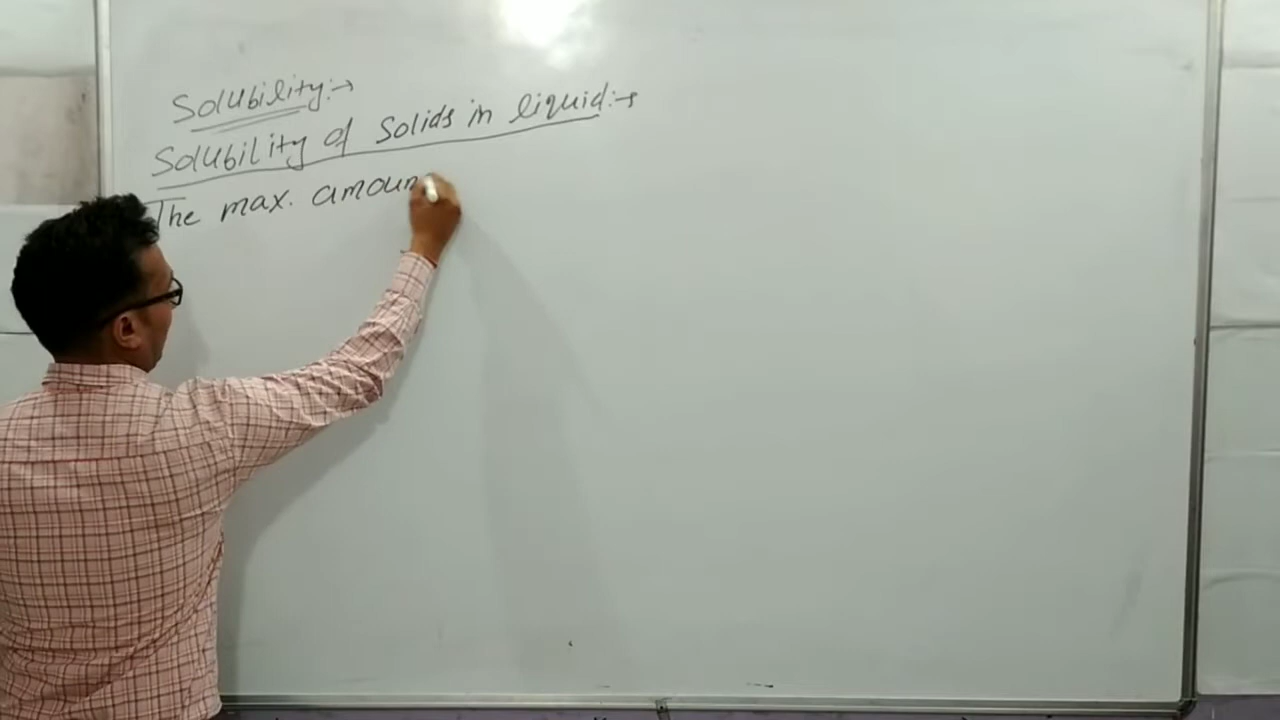 Solubility:→
Solubility of Solids in liquid:→
The max. amoun